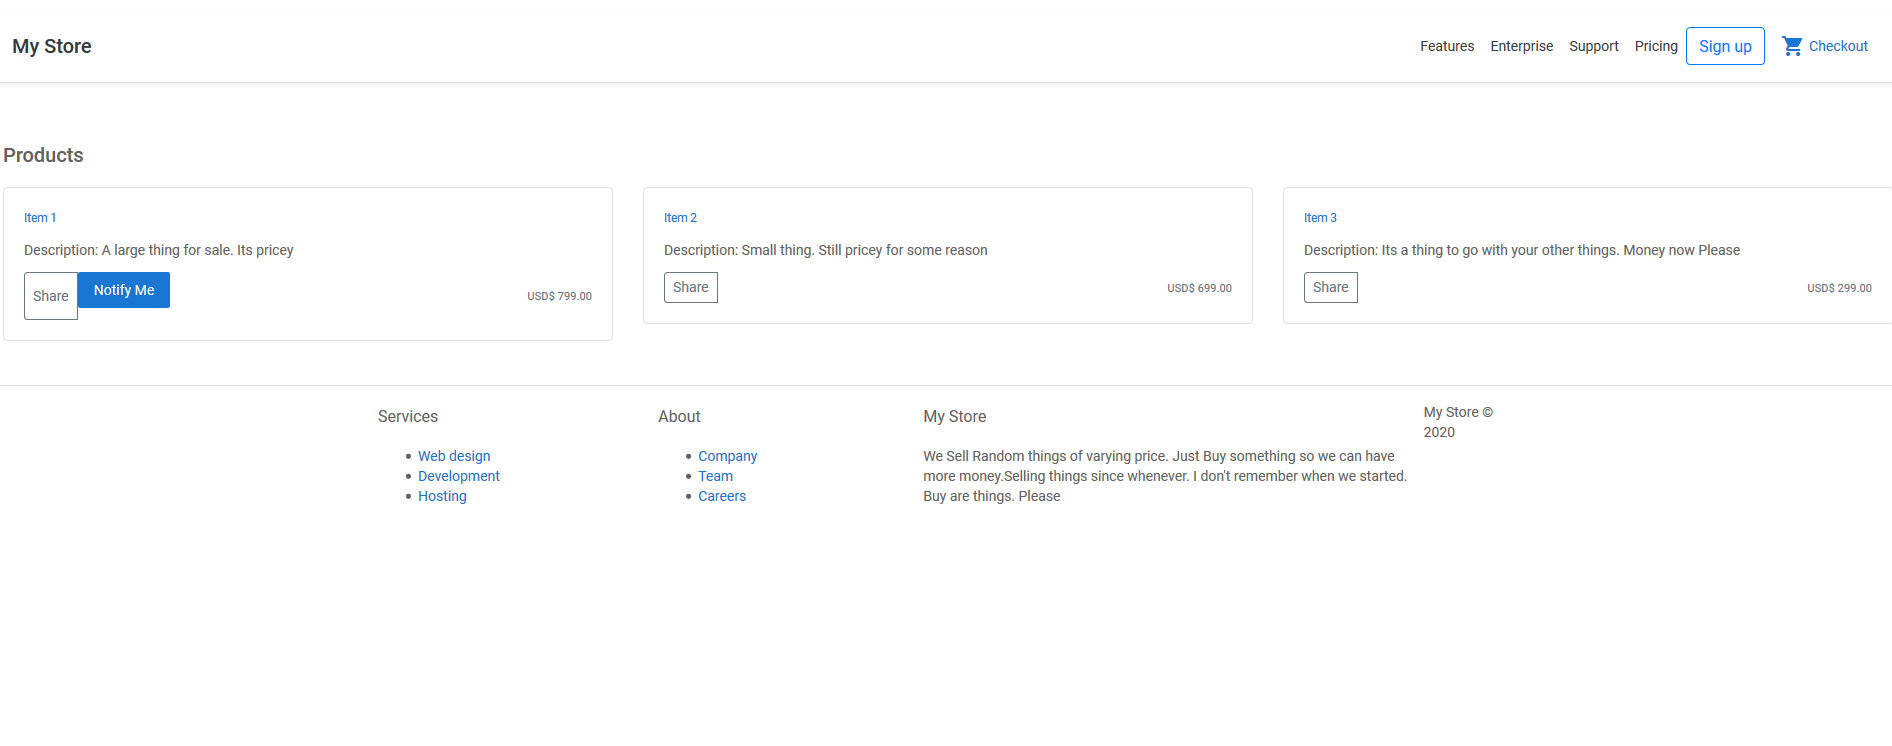 My Store
Features Enterprise Support Pricing Sign up Checkout
Products
Item 1
Description: A large thing for sale. Its pricey
Share Notify Me USD$ 799.00
Item 2
Description: Small thing. Still pricey for some reason
Share USD$ 699.00
Item 3
Description: Its a thing to go with your other things. Money now Please
Share USD$ 299.00
Services
Web design
Development
Hosting
About
Company
Team
Careers
My Store
We Sell Random things of varying price. Just Buy something so we can have
more money.Selling things since whenever. I don't remember when we started.
Buy are things. Please
My Store ©
2020